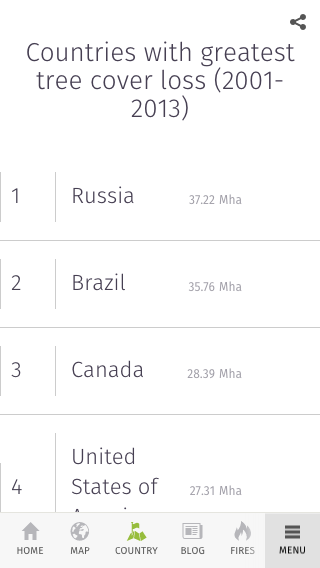 Countries with greatest
tree cover loss (2001-
2013)
1 Russia 37.22 Mha
2 Brazil 35.76 Mha
3 Canada 28.39 Mha
United
4 States of 27.31 Mha
HOME MAP COUNTRY BLOG FIRES MENU